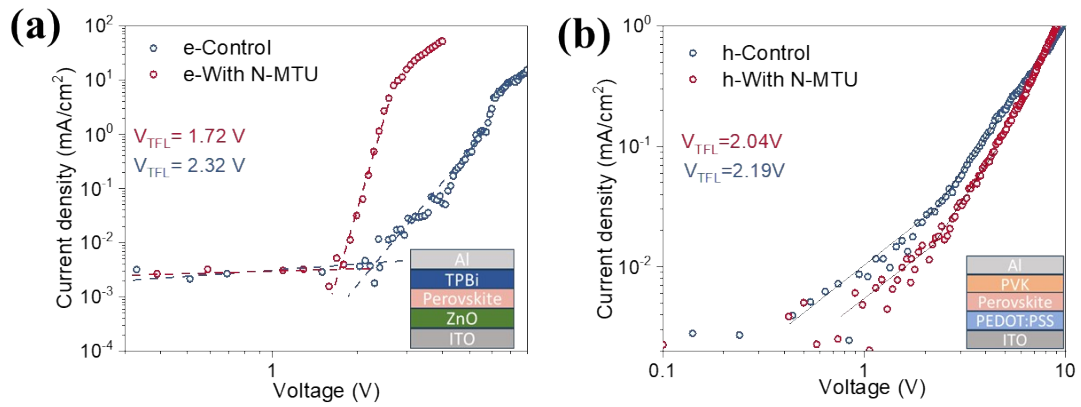 (a)
Current density (mA/cm²)
10²
10¹
10⁰
10⁻¹
10⁻²
10⁻³
10⁻⁴
e-Control
e-With N-MTU
V_TFL= 1.72 V
V_TFL = 2.32 V
Al
TPBi
Perovskite
ZnO
ITO
1
Voltage (V)
(b)
Current density (mA/cm²)
10⁰
10⁻¹
10⁻²
h-Control
h-With N-MTU
V_TFL=2.04V
V_TFL=2.19V
Al
PVK
Perovskite
PEDOT:PSS
ITO
0.1
1
10
Voltage (V)